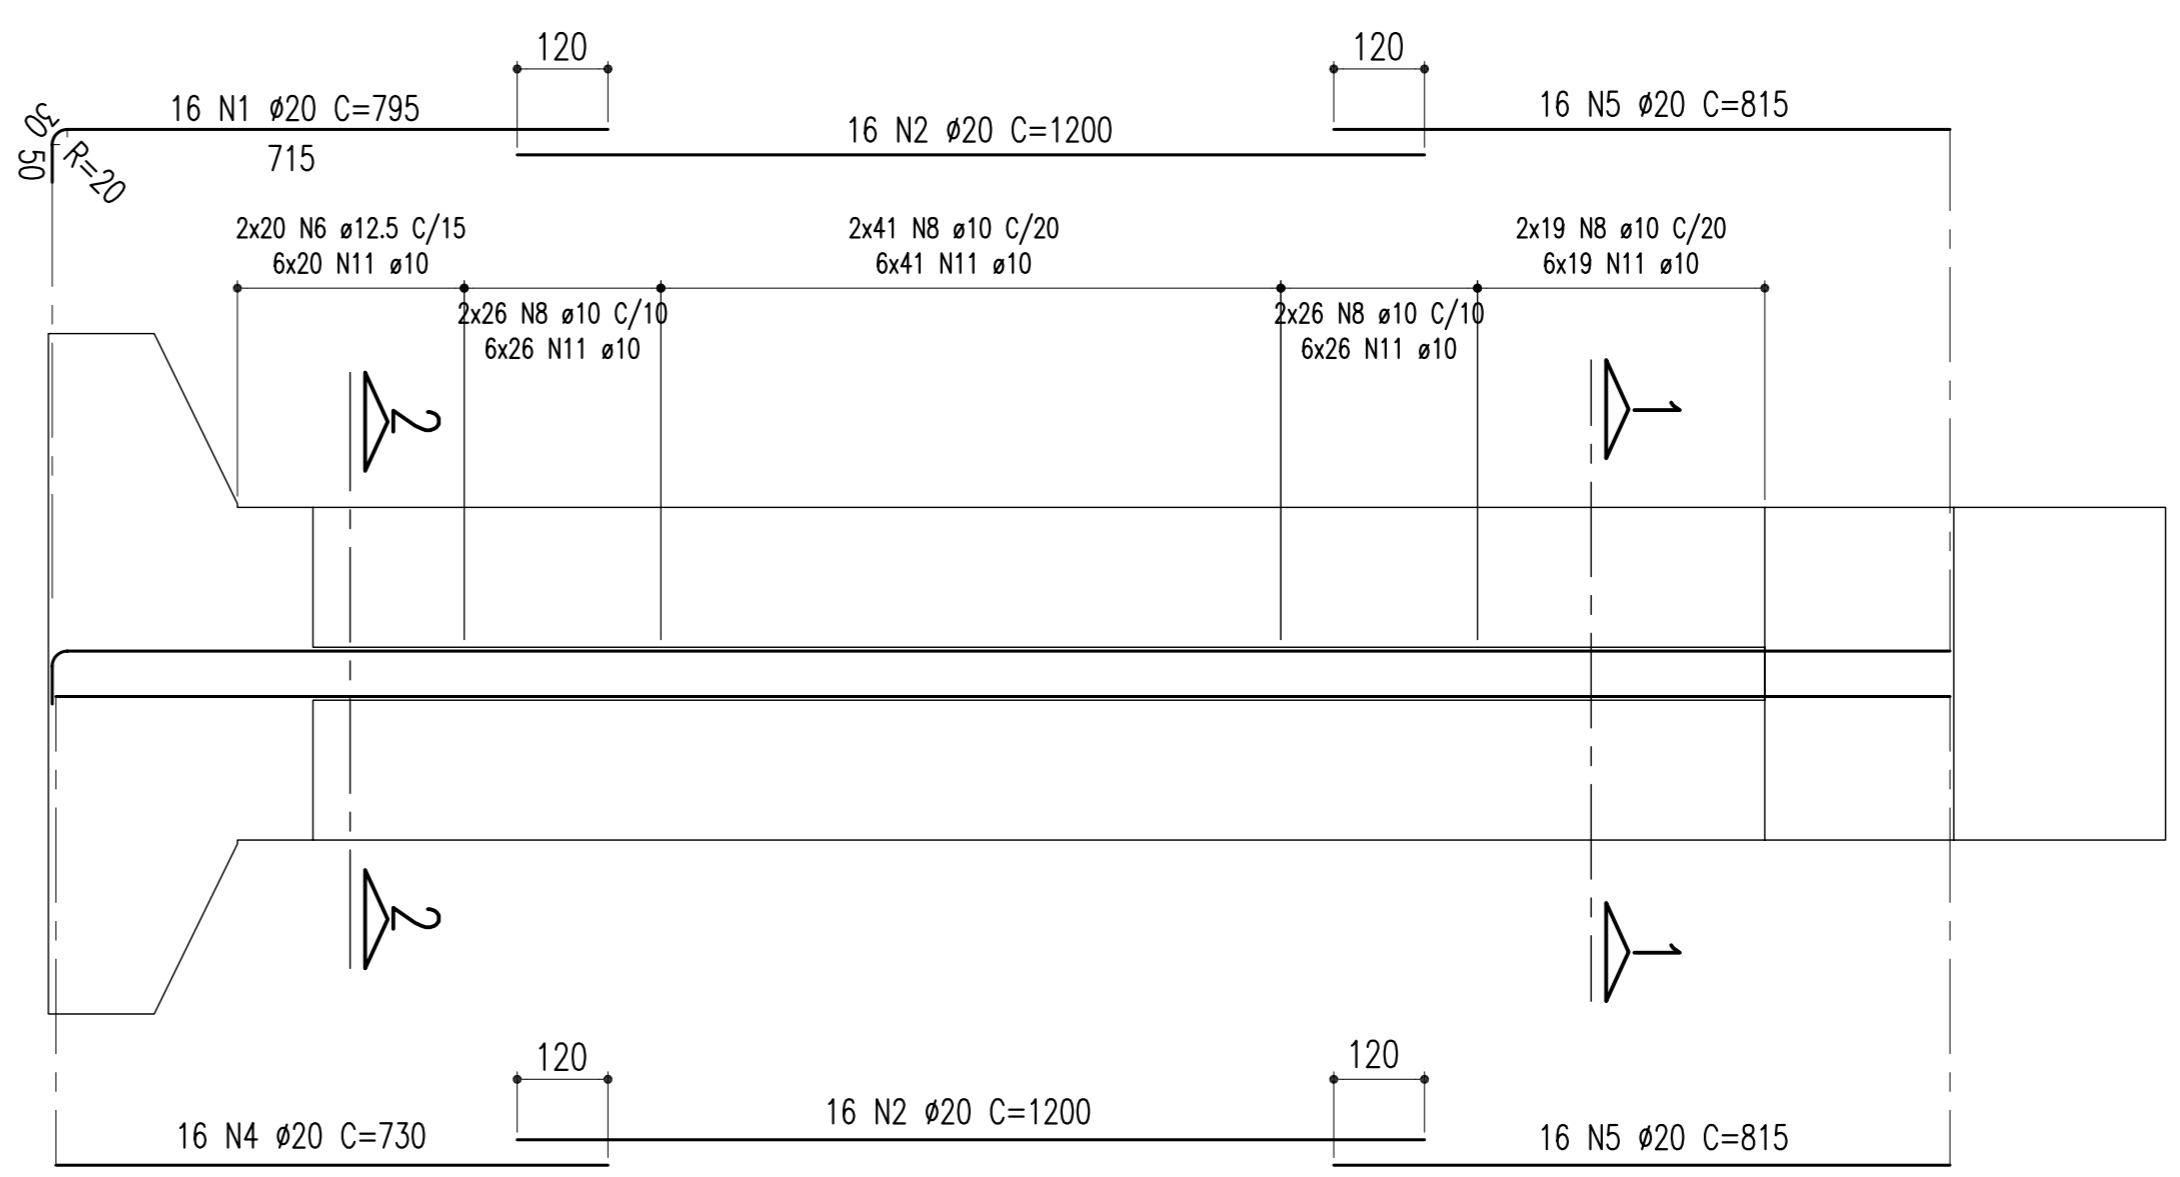 120
120
16 N1 ø20 C=795
16 N2 ø20 C=1200
16 N5 ø20 C=815
30
50
R=20
715
2x20 N6 ø12.5 C/15
6x20 N11 ø10
2x41 N8 ø10 C/20
6x41 N11 ø10
2x19 N8 ø10 C/20
6x19 N11 ø10
2x26 N8 ø10 C/10
6x26 N11 ø10
2x26 N8 ø10 C/10
6x26 N11 ø10
2
1
2
1
120
120
16 N4 ø20 C=730
16 N2 ø20 C=1200
16 N5 ø20 C=815